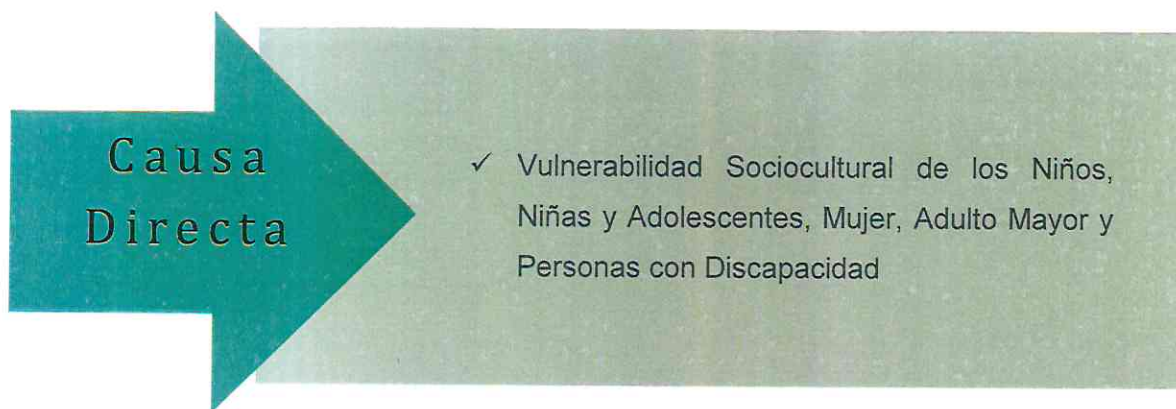 Causa
Directa
✓ Vulnerabilidad Sociocultural de los Niños,
Niñas y Adolescentes, Mujer, Adulto Mayor y
Personas con Discapacidad